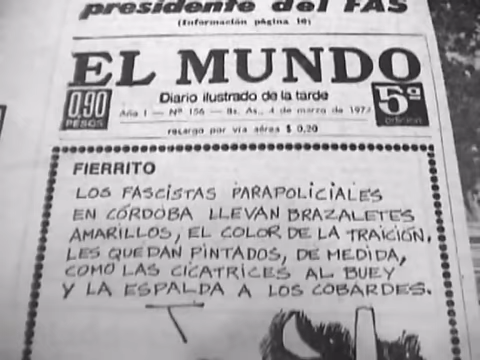 presidente del FAS
(Información página 10)
EL MUNDO
Diario ilustrado de la tarde
0,90
PESOS
Año I — Nº 156 — Bs. As., 4 de marzo de 197
5ª
edición
recargo por vía aérea $ 0,20
FIERRITO
LOS FASCISTAS PARAPOLICIALES
EN CÓRDOBA LLEVAN BRAZALETES
AMARILLOS, EL COLOR DE LA TRAICIÓN.
LES QUEDAN PINTADOS, DE MEDIDA,
COMO LAS CICATRICES AL BUEY
Y LA ESPALDA A LOS COBARDES.